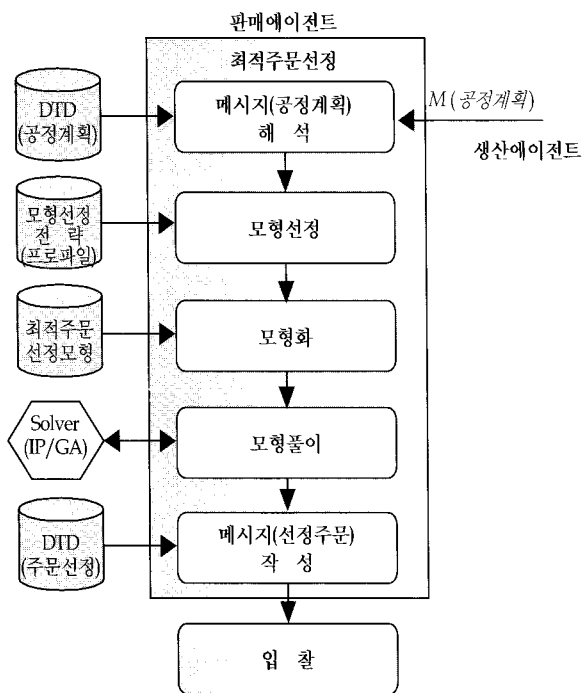 판매에이전트
최적주문선정
DTD
(공정계획)
메시지(공정계획)
해 석
M(공정계획)
생산에이전트
모형선정
전 략
(프로파일)
모형선정
최적주문
선정모형
모형화
Solver
(IP/GA)
모형풀이
DTD
(주문선정)
메시지(선정주문)
작 성
입 찰